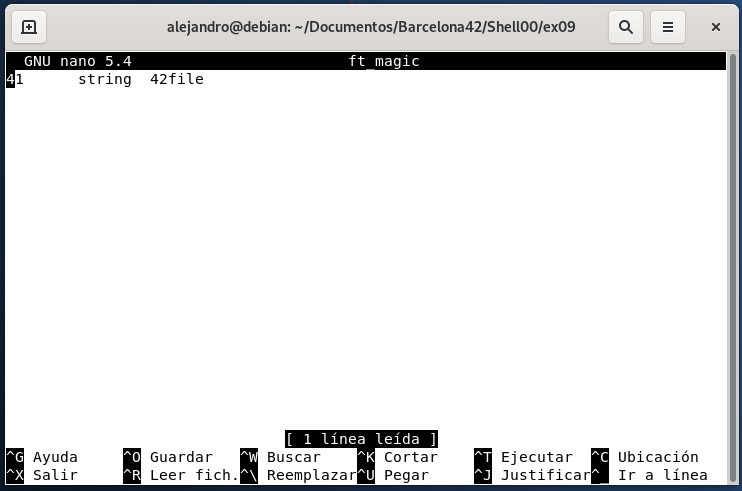 alejandro@debian: ~/Documentos/Barcelona42/Shell00/ex09
GNU nano 5.4 ft_magic
41 string 42file
[ 1 línea leída ]
^G Ayuda ^O Guardar ^W Buscar ^K Cortar ^T Ejecutar ^C Ubicación
^X Salir ^R Leer fich. ^\ Reemplazar ^U Pegar ^J Justificar ^_ Ir a línea